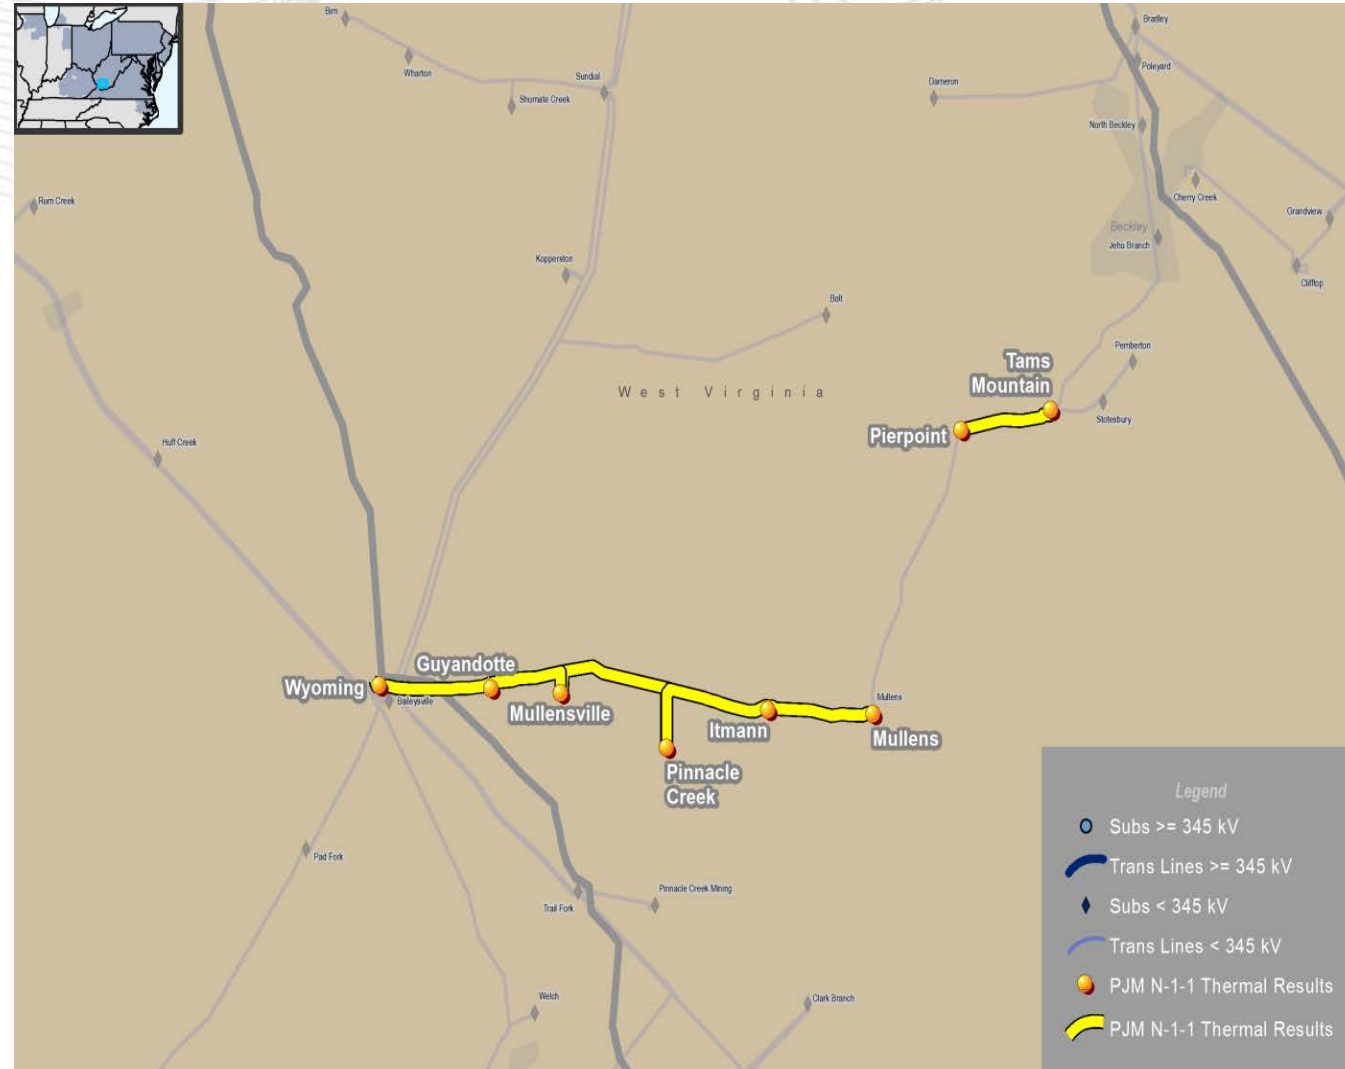 Birn
Bradley
Wharton
Sundial
Poleyard
Shumate Creek
Dameron
North Beckley
Rum Creek
Cherry Creek
Grandview
Beckley
Jehu Branch
Kopperston
Clifftop
Bolt
Pemberton
Tams
Mountain
West Virginia
Stotesbury
Pierpoint
Huff Creek
Guyandotte
Wyoming
Baileysville
Mullensville
Itmann
Mullens
Mullens
Pinnacle
Creek
Pad Fork
Pinnacle Creek Mining
Trail Fork
Welch
Clark Branch
Legend
Subs >= 345 kV
Trans Lines >= 345 kV
Subs < 345 kV
Trans Lines < 345 kV
PJM N-1-1 Thermal Results
PJM N-1-1 Thermal Results